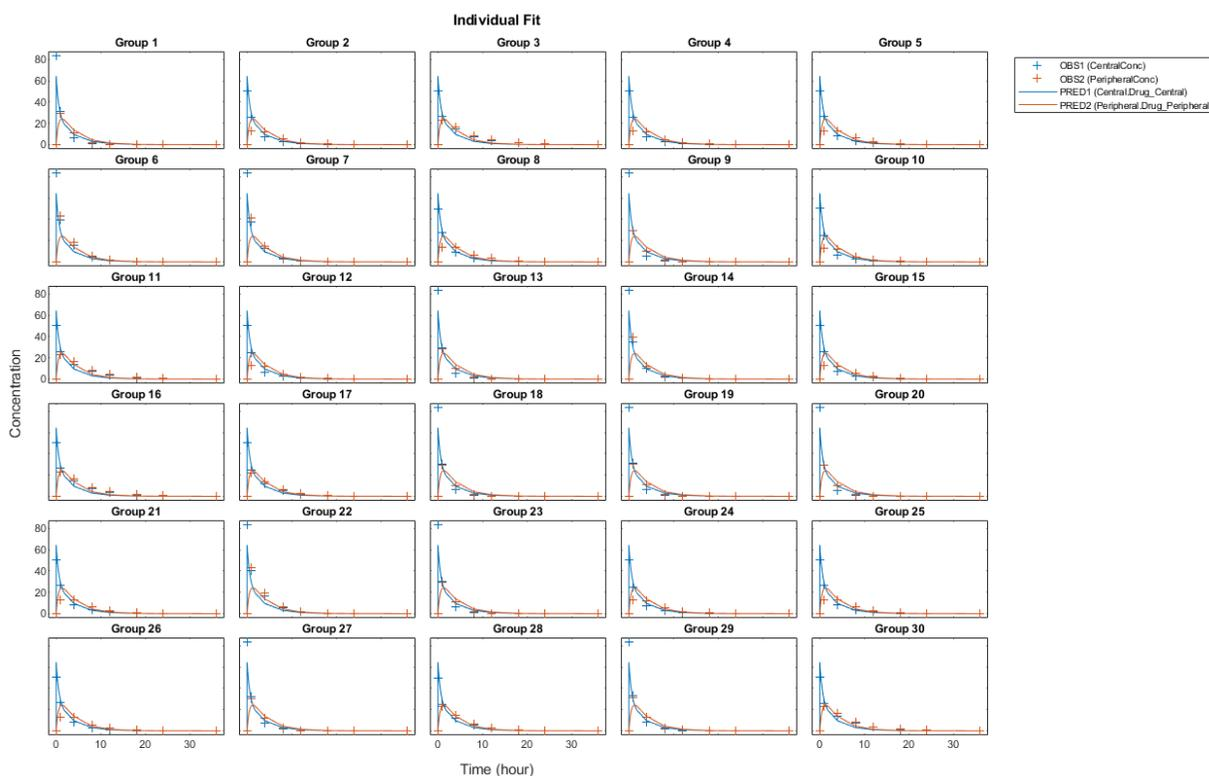 Individual Fit
Group 1 Group 2 Group 3 Group 4 Group 5
OBS1 (CentralConc)
OBS2 (PeripheralConc)
PRED1 (Central.Drug_Central)
PRED2 (Peripheral.Drug_Peripheral)
80
60
40
20
0
Group 6 Group 7 Group 8 Group 9 Group 10
Group 11 Group 12 Group 13 Group 14 Group 15
80
60
40
20
0
Concentration
Group 16 Group 17 Group 18 Group 19 Group 20
Group 21 Group 22 Group 23 Group 24 Group 25
80
60
40
20
0
Group 26 Group 27 Group 28 Group 29 Group 30
0 10 20 30 0 10 20 30 0 10 20 30
Time (hour)